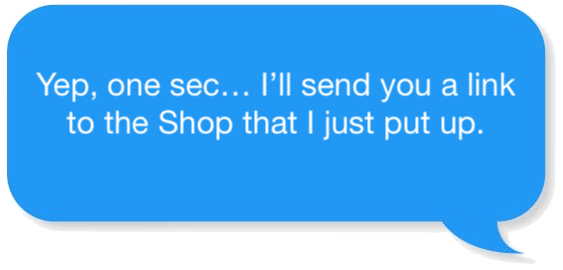 Yep, one sec… I’ll send you a link
to the Shop that I just put up.